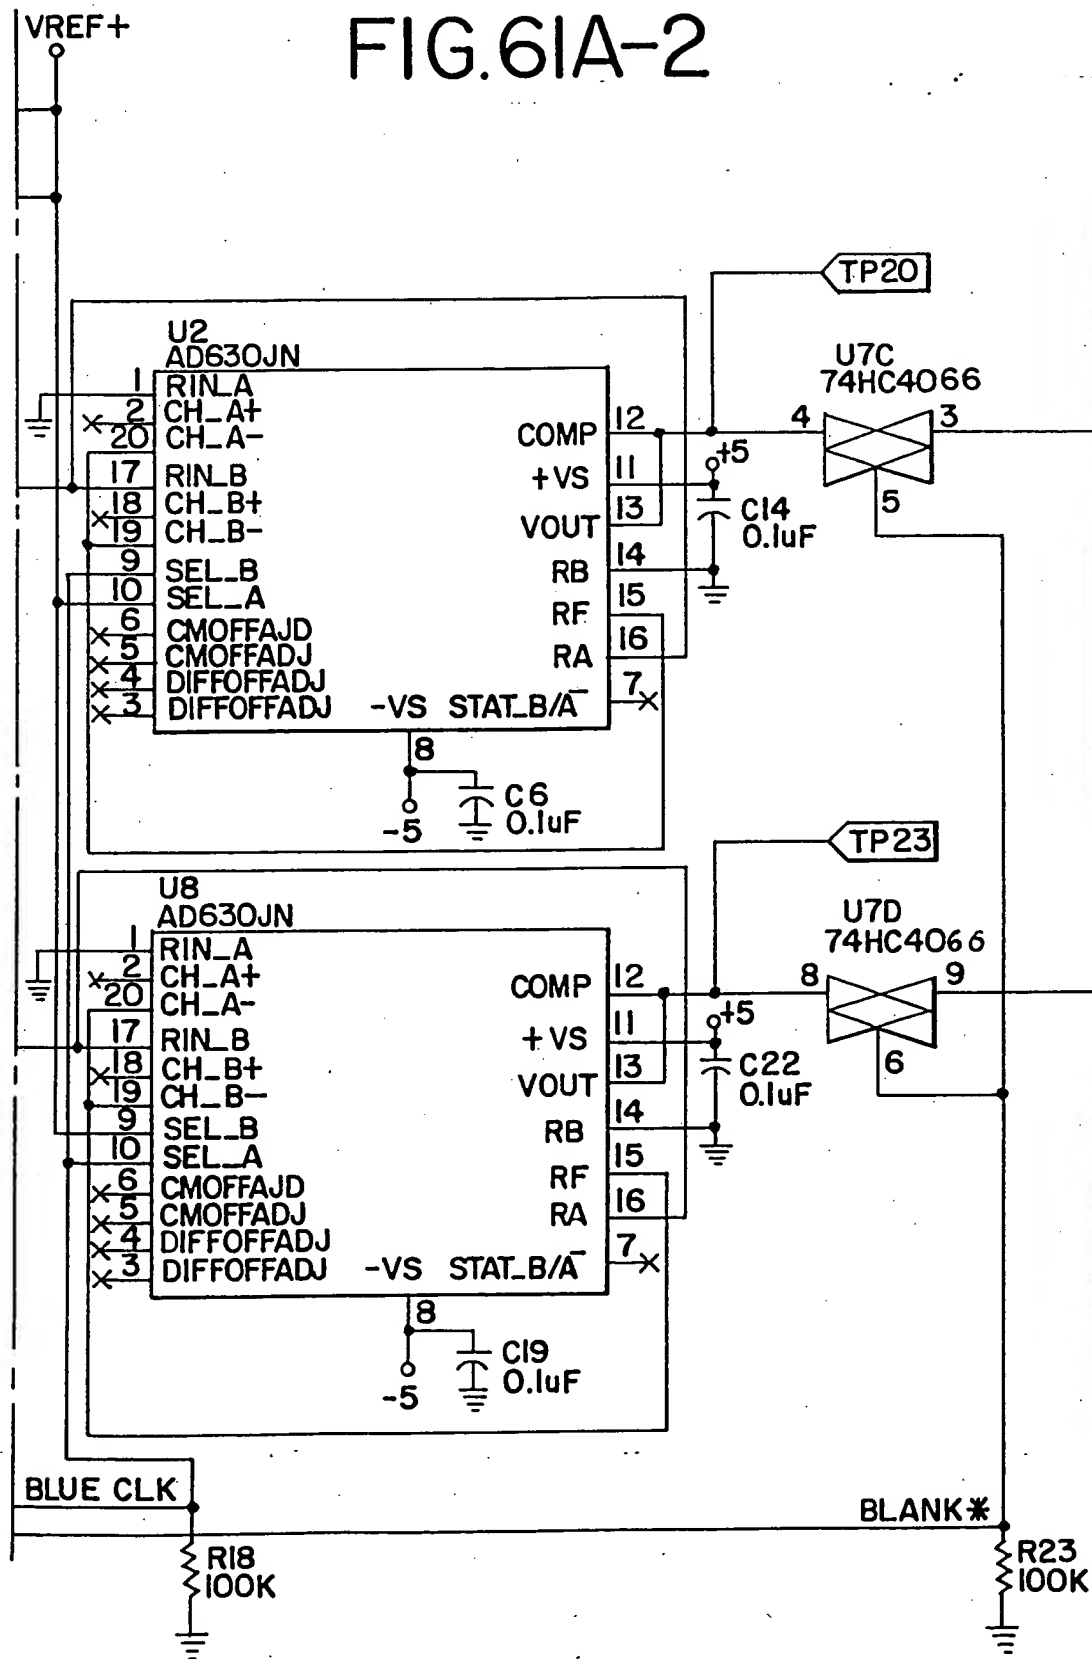 VREF+
FIG.61A-2
TP20
U2
AD630JN
U7C
74HC4066
1 RIN_A
2 CH_A+
20 CH_A-
17 RIN_B
18 CH_B+
19 CH_B-
9 SEL_B
10 SEL_A
6 CMOFFAJD
5 CMOFFADJ
4 DIFFOFFADJ
3 DIFFOFFADJ
COMP 12
+VS 11
VOUT 13
RB 14
RF 15
RA 16
-VS STAT_B/A̅ 7
8
4 3
5
+5
C14
0.1uF
-5
C6
0.1uF
TP23
U8
AD630JN
U7D
74HC4066
1 RIN_A
2 CH_A+
20 CH_A-
17 RIN_B
18 CH_B+
19 CH_B-
9 SEL_B
10 SEL_A
6 CMOFFAJD
5 CMOFFADJ
4 DIFFOFFADJ
3 DIFFOFFADJ
COMP 12
+VS 11
VOUT 13
RB 14
RF 15
RA 16
-VS STAT_B/A̅ 7
8
8 9
6
+5
C22
0.1uF
-5
C19
0.1uF
BLUE CLK
BLANK*
R18
100K
R23
100K